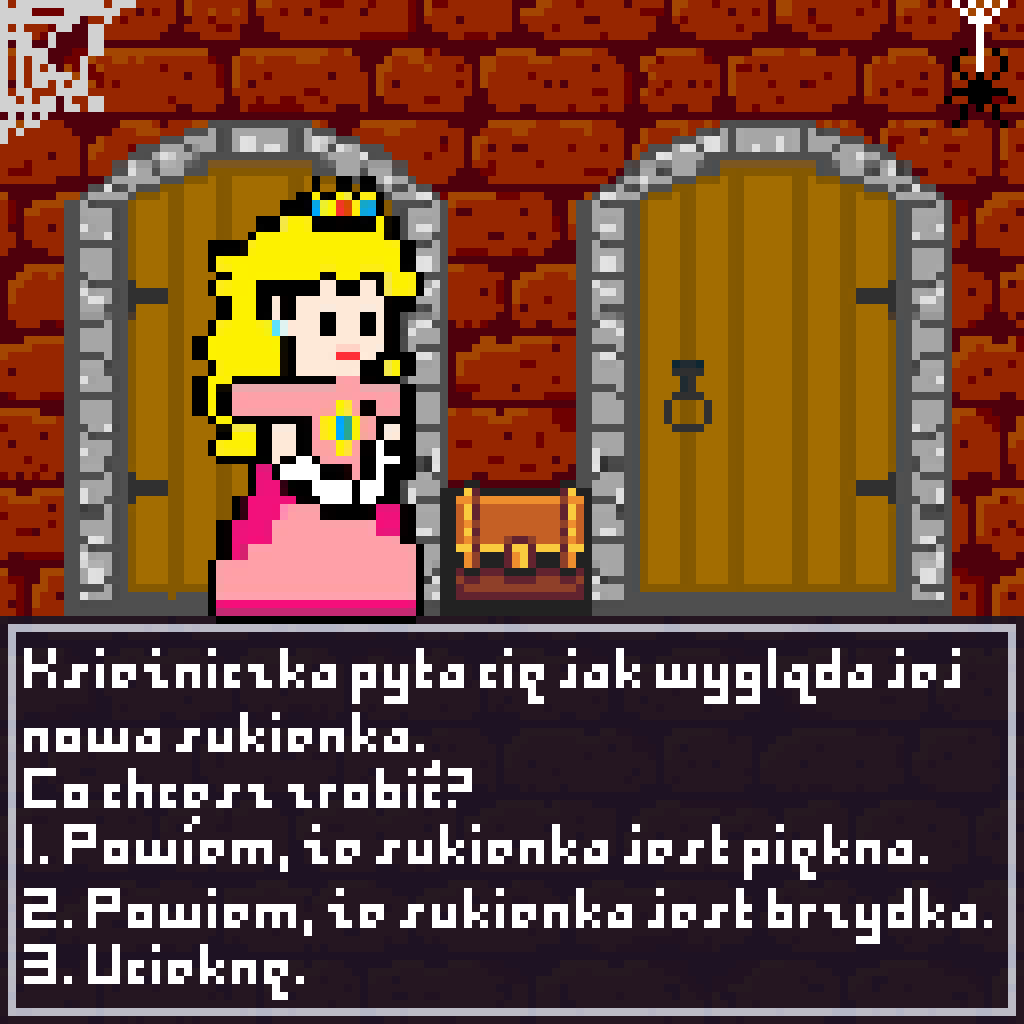 Księżniczka pyta cię jak wygląda jej
nowa sukienka.
Co chcesz zrobić?
1. Powiem, że sukienka jest piękna.
2. Powiem, że sukienka jest brzydka.
3. Ucieknę.